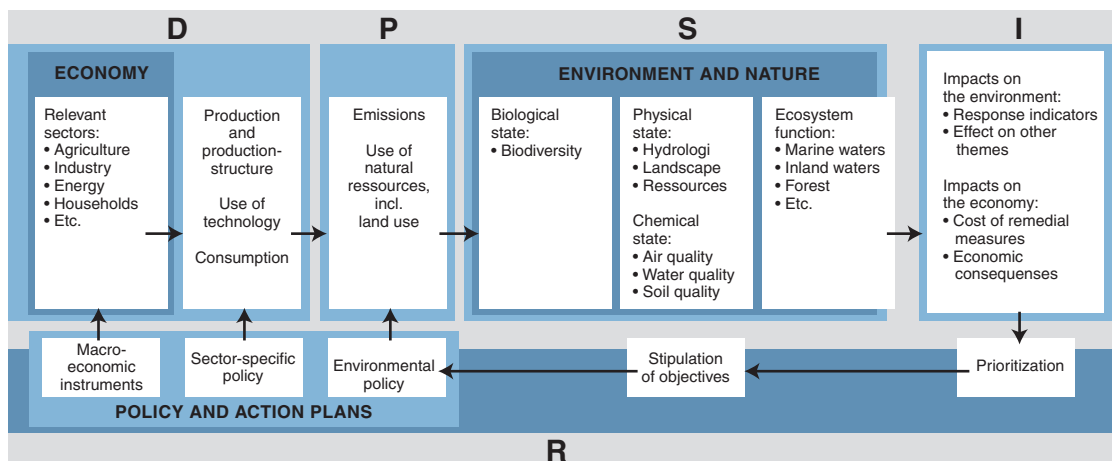 D
P
S
I
ECONOMY
Relevant
sectors:
• Agriculture
• Industry
• Energy
• Households
• Etc.
Production
and
production-
structure
Use of
technology
Consumption
Emissions
Use of
natural
ressources,
incl.
land use
ENVIRONMENT AND NATURE
Biological
state:
• Biodiversity
Physical
state:
• Hydrologi
• Landscape
• Ressources
Chemical
state:
• Air quality
• Water quality
• Soil quality
Ecosystem
function:
• Marine waters
• Inland waters
• Forest
• Etc.
Impacts on
the environment:
• Response indicators
• Effect on other
themes
Impacts on
the economy:
• Cost of remedial
measures
• Economic
consequenses
Macro-
economic
instruments
Sector-specific
policy
Environmental
policy
Stipulation
of objectives
Prioritization
POLICY AND ACTION PLANS
R